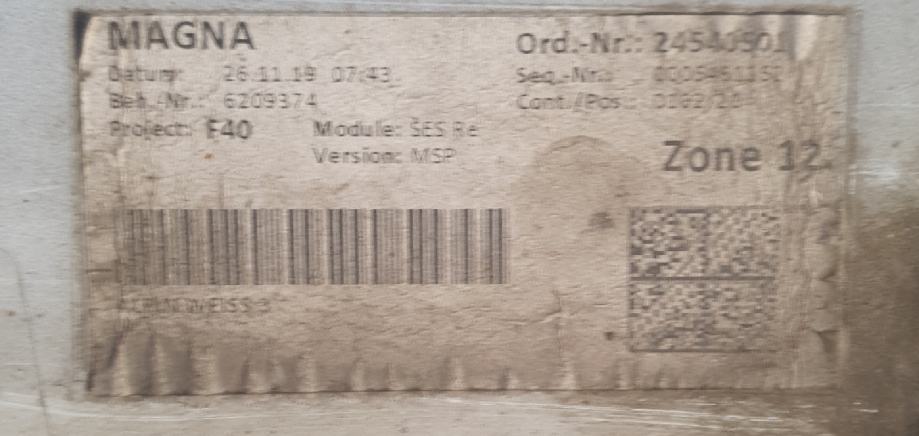 MAGNA
Ord.-Nr.:
Datum: 26.11.19 07:43
Seq.-Nr.:
Beh.-Nr.: 6209374
Cont./Pos.:
Project: F40 Module: SES Re
Version: MSP
Zone 12.